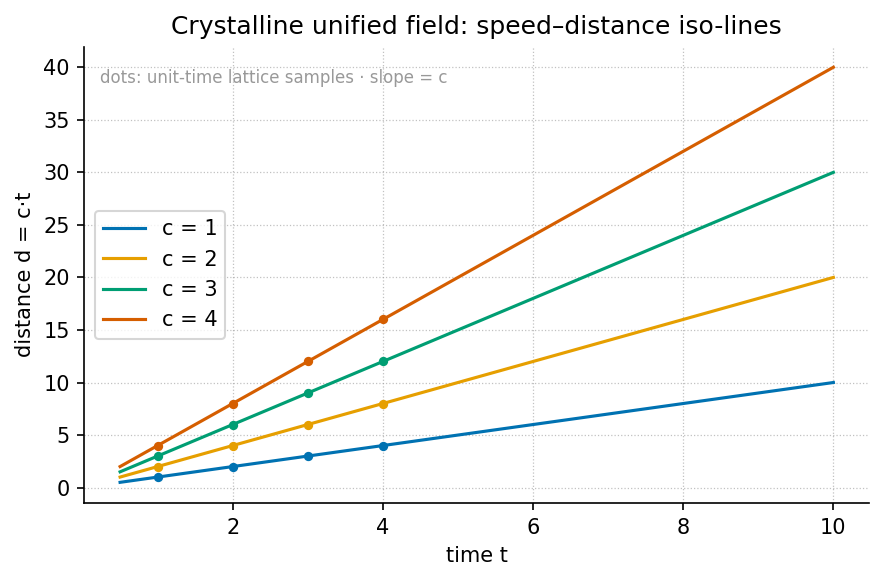 Crystalline unified field: speed–distance iso-lines
dots: unit-time lattice samples · slope = c
distance d = c·t
40
35
30
25
20
15
10
5
0
c = 1
c = 2
c = 3
c = 4
2
4
6
8
10
time t